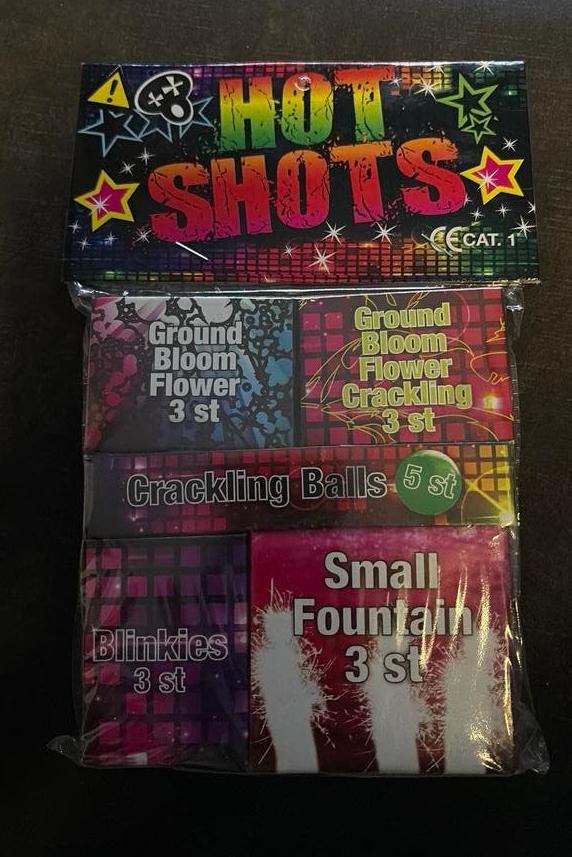 HOT
SHOTS
CE CAT. 1
Ground
Bloom
Flower
3 st
Ground
Bloom
Flower
Crackling
3 st
Crackling Balls 5 st
Blinkies
3 st
Small
Fountain
3 st